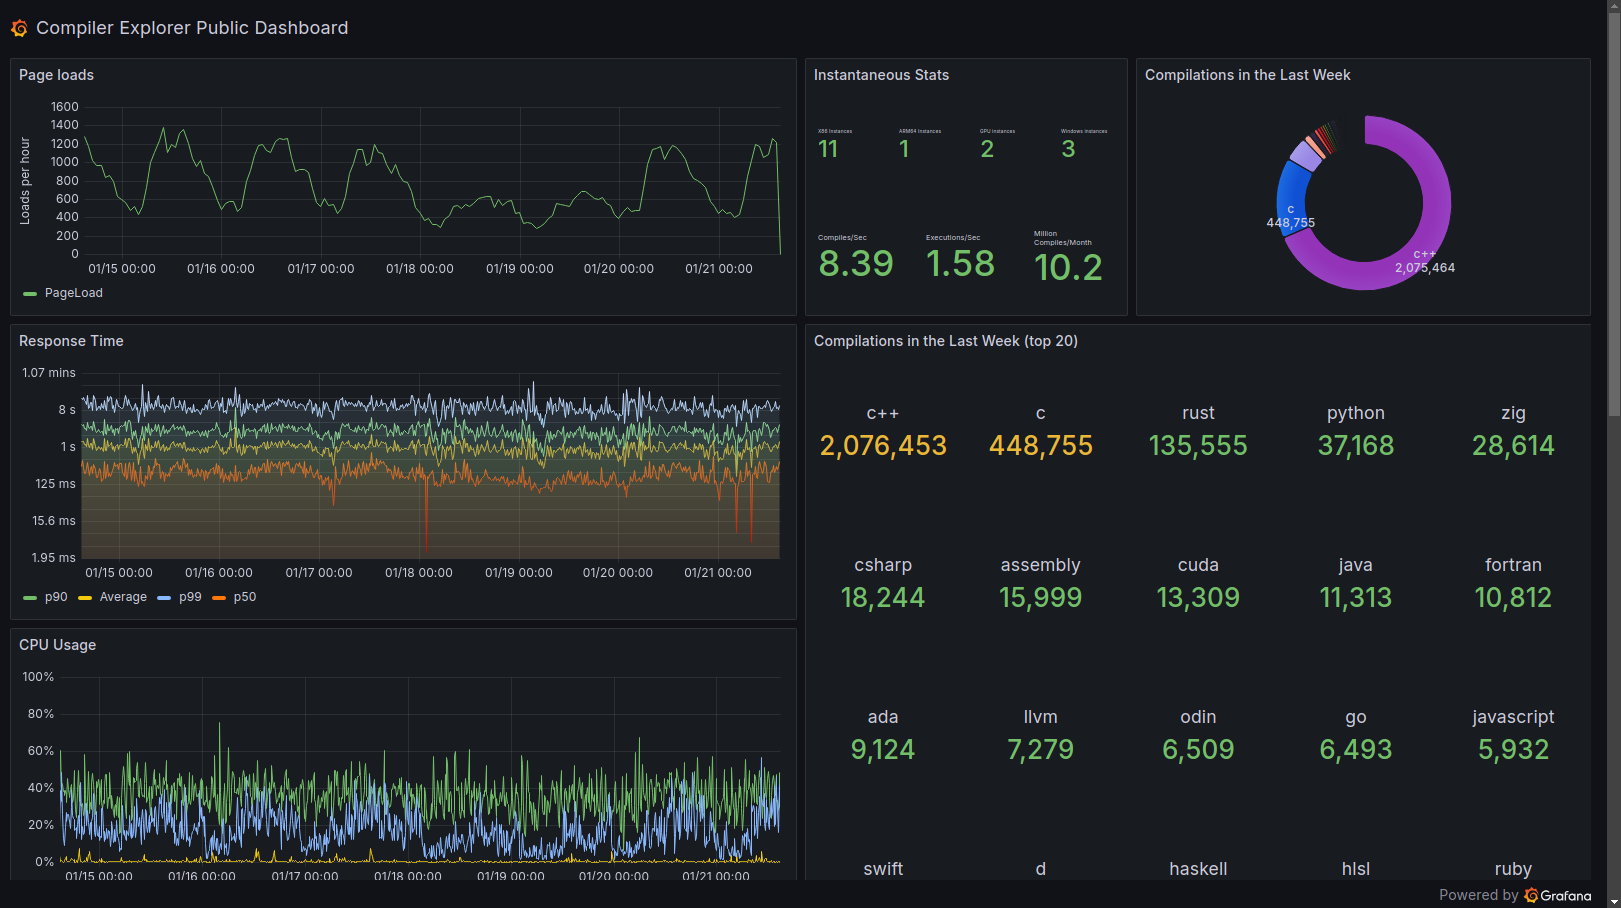 Compiler Explorer Public Dashboard
Page loads
Loads per hour
1600
1400
1200
1000
800
600
400
200
0
01/15 00:00 01/16 00:00 01/17 00:00 01/18 00:00 01/19 00:00 01/20 00:00 01/21 00:00
PageLoad
Instantaneous Stats
X86 Instances ARM64 Instances GPU Instances Windows Instances
11 1 2 3
Compiles/Sec Executions/Sec Million
Compiles/Month
8.39 1.58 10.2
Compilations in the Last Week
c
448,755
c++
2,075,464
Response Time
1.07 mins
8 s
1 s
125 ms
15.6 ms
1.95 ms
01/15 00:00 01/16 00:00 01/17 00:00 01/18 00:00 01/19 00:00 01/20 00:00 01/21 00:00
p90 Average p99 p50
CPU Usage
100%
80%
60%
40%
20%
0%
01/15 00:00 01/16 00:00 01/17 00:00 01/18 00:00 01/19 00:00 01/20 00:00 01/21 00:00
Compilations in the Last Week (top 20)
c++ c rust python zig
2,076,453 448,755 135,555 37,168 28,614
csharp assembly cuda java fortran
18,244 15,999 13,309 11,313 10,812
ada llvm odin go javascript
9,124 7,279 6,509 6,493 5,932
swift d haskell hlsl ruby
Powered by Grafana